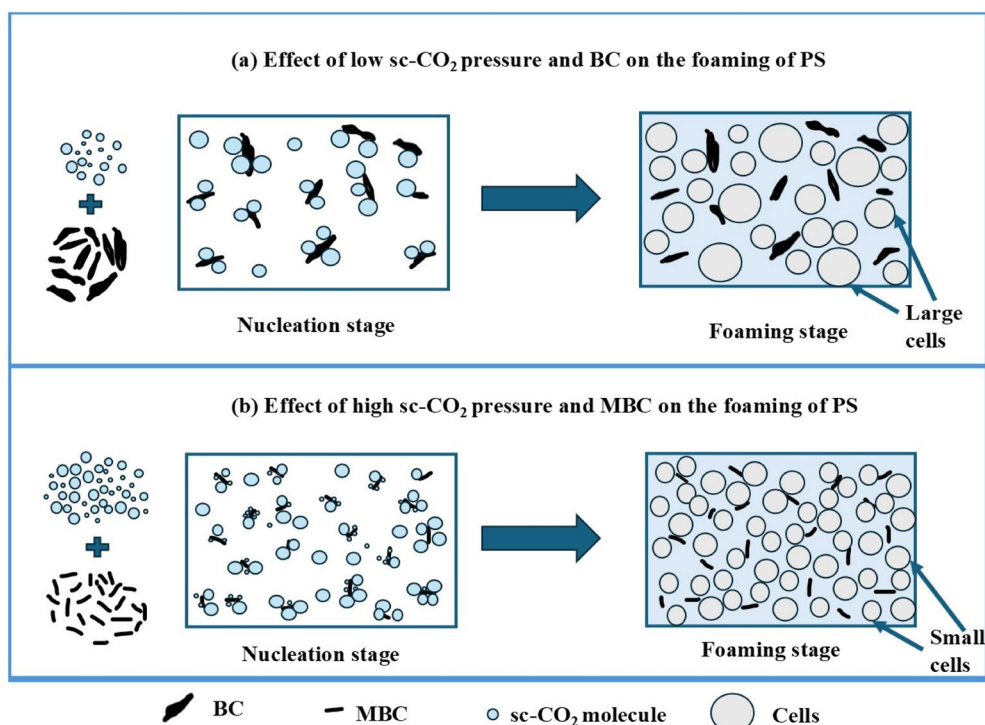 (a) Effect of low sc-CO₂ pressure and BC on the foaming of PS
Nucleation stage
Foaming stage
Large
cells
(b) Effect of high sc-CO₂ pressure and MBC on the foaming of PS
Nucleation stage
Foaming stage
Small
cells
BC
MBC
sc-CO₂ molecule
Cells